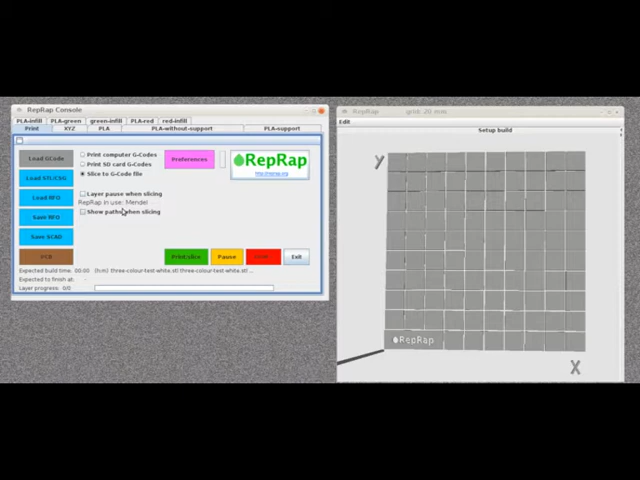 RepRap Console
PLA-infill PLA-green green-infill PLA-red red-infill
Print XYZ PLA PLA-without-support PLA-support
Load GCode
Print computer G-Codes
Print SD card G-Codes
Slice to G-Code file
Preferences
RepRap
http://reprap.org
Load STL/CSG
Load RFO
Layer pause when slicing
RepRap in use: Mendel
Show paths when slicing
Save RFO
Save SCAD
PCB
Print/slice
Pause
Exit
Expected build time: 00:00 (h:m) three-colour-test-white.stl three-colour-test-white.stl ...
Expected to finish at: -
Layer progress: 0/0
RepRap grid: 20 mm
Edit
Setup build
y
RepRap
X